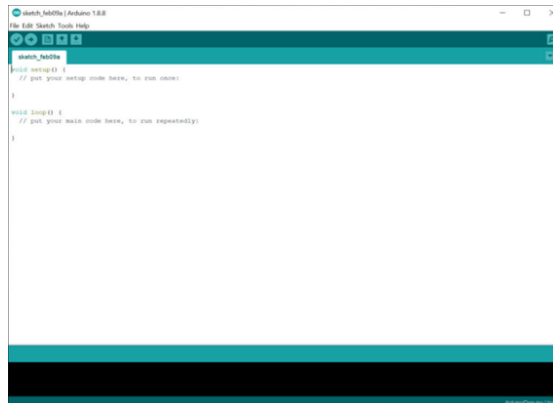 sketch_feb09a | Arduino 1.8.8
File Edit Sketch Tools Help
sketch_feb09a
void setup() {
// put your setup code here, to run once:
}
void loop() {
// put your main code here, to run repeatedly:
}